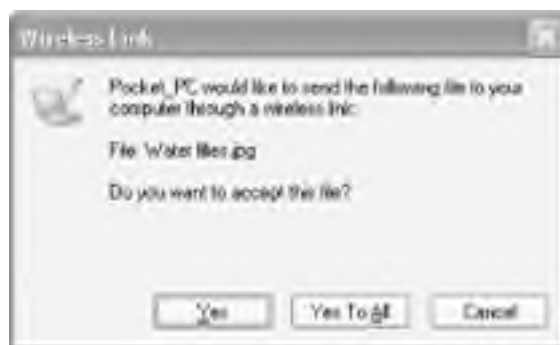 Wireless Link
Pocket_PC would like to send the following file to your
computer through a wireless link:
File: Water lilies.jpg
Do you want to accept this file?
Yes
Yes To All
Cancel